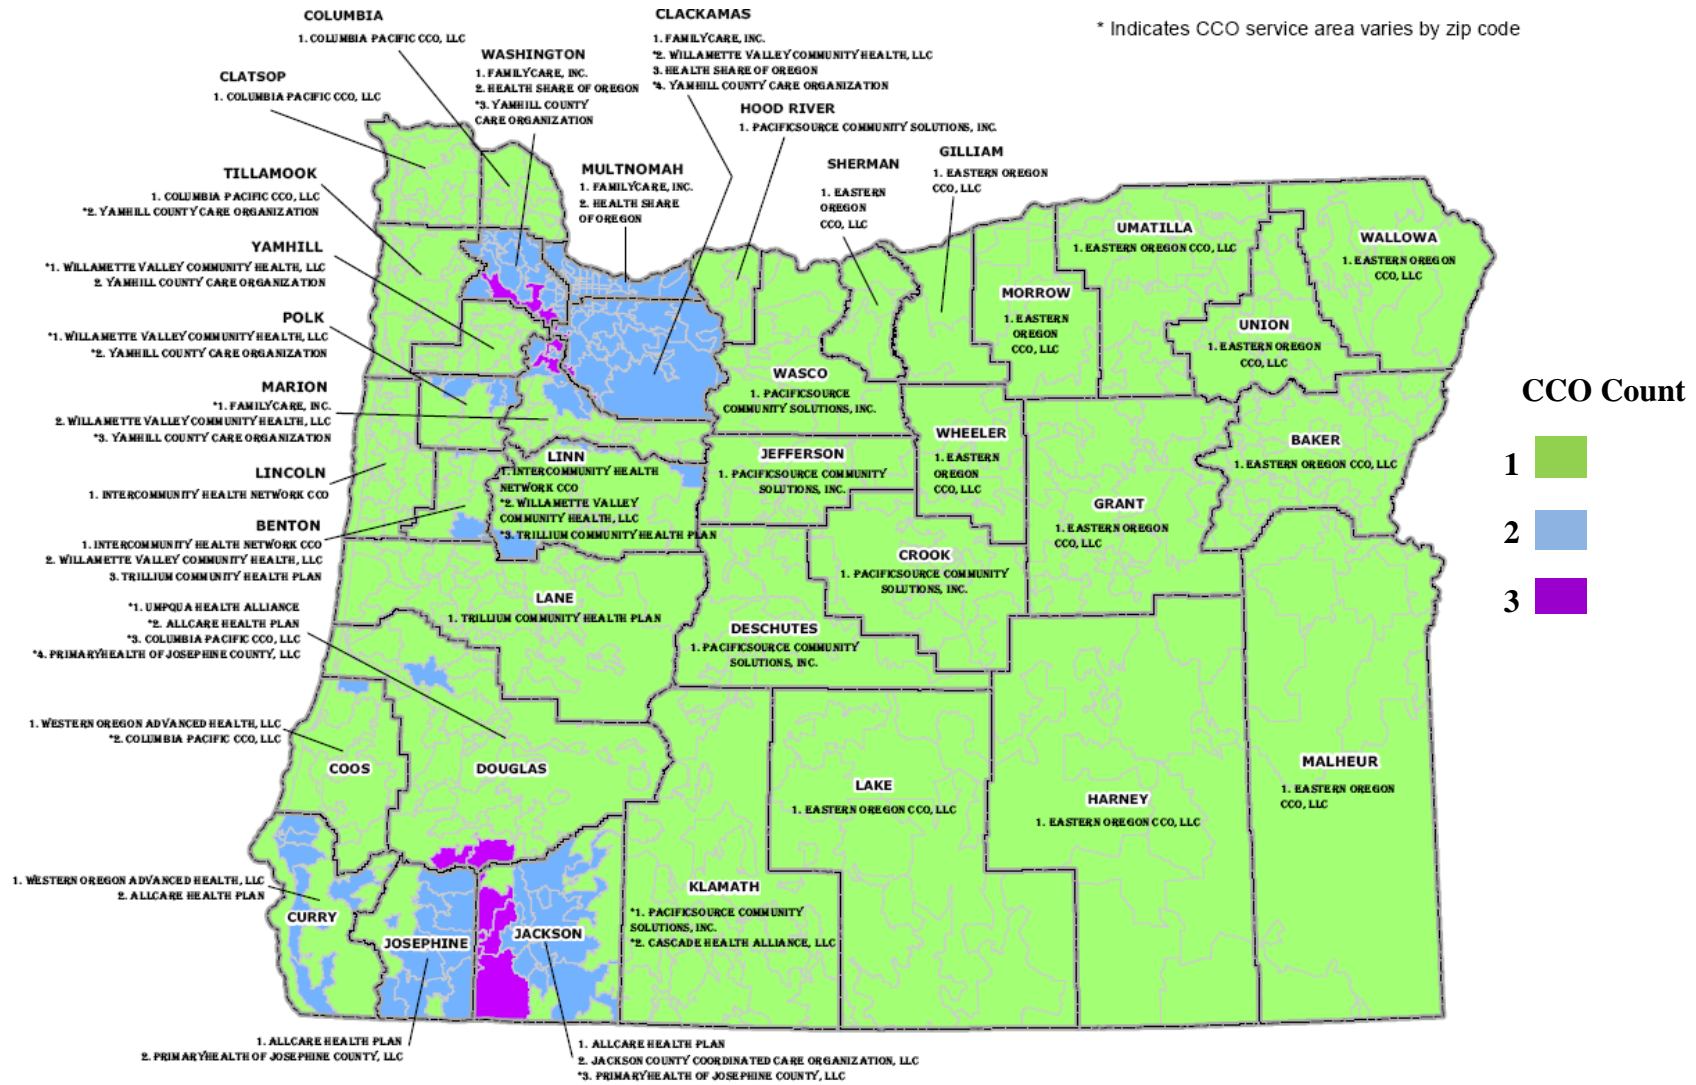 COLUMBIA
1. COLUMBIA PACIFIC CCO, LLC
CLACKAMAS
1. FAMILYCARE, INC.
*2. WILLAMETTE VALLEY COMMUNITY HEALTH, LLC
3. HEALTH SHARE OF OREGON
*4. YAMHILL COUNTY CARE ORGANIZATION
* Indicates CCO service area varies by zip code
WASHINGTON
1. FAMILYCARE, INC.
2. HEALTH SHARE OF OREGON
*3. YAMHILL COUNTY
CARE ORGANIZATION
CLATSOP
1. COLUMBIA PACIFIC CCO, LLC
HOOD RIVER
1. PACIFICSOURCE COMMUNITY SOLUTIONS, INC.
MULTNOMAH
1. FAMILYCARE, INC.
2. HEALTH SHARE
OF OREGON
SHERMAN
1. EASTERN
OREGON
CCO, LLC
GILLIAM
1. EASTERN OREGON
CCO, LLC
TILLAMOOK
1. COLUMBIA PACIFIC CCO, LLC
*2. YAMHILL COUNTY CARE ORGANIZATION
YAMHILL
*1. WILLAMETTE VALLEY COMMUNITY HEALTH, LLC
2. YAMHILL COUNTY CARE ORGANIZATION
POLK
*1. WILLAMETTE VALLEY COMMUNITY HEALTH, LLC
*2. YAMHILL COUNTY CARE ORGANIZATION
MARION
*1. FAMILYCARE, INC.
2. WILLAMETTE VALLEY COMMUNITY HEALTH, LLC
*3. YAMHILL COUNTY CARE ORGANIZATION
LINCOLN
1. INTERCOMMUNITY HEALTH NETWORK CCO
BENTON
1. INTERCOMMUNITY HEALTH NETWORK CCO
2. WILLAMETTE VALLEY COMMUNITY HEALTH, LLC
3. TRILLIUM COMMUNITY HEALTH PLAN
*1. UMPQUA HEALTH ALLIANCE
*2. ALLCARE HEALTH PLAN
*3. COLUMBIA PACIFIC CCO, LLC
*4. PRIMARYHEALTH OF JOSEPHINE COUNTY, LLC
1. WESTERN OREGON ADVANCED HEALTH, LLC
*2. COLUMBIA PACIFIC CCO, LLC
1. WESTERN OREGON ADVANCED HEALTH, LLC
2. ALLCARE HEALTH PLAN
UMATILLA
1. EASTERN OREGON CCO, LLC
WALLOWA
1. EASTERN OREGON
CCO, LLC
MORROW
1. EASTERN
OREGON
CCO, LLC
UNION
1. EASTERN OREGON
CCO, LLC
WASCO
1. PACIFICSOURCE
COMMUNITY SOLUTIONS, INC.
WHEELER
1. EASTERN
OREGON
CCO, LLC
BAKER
1. EASTERN OREGON CCO, LLC
LINN
1. INTERCOMMUNITY HEALTH
NETWORK CCO
*2. WILLAMETTE VALLEY
COMMUNITY HEALTH, LLC
*3. TRILLIUM COMMUNITY HEALTH PLAN
JEFFERSON
1. PACIFICSOURCE COMMUNITY
SOLUTIONS, INC.
GRANT
1. EASTERN OREGON
CCO, LLC
CROOK
1. PACIFICSOURCE COMMUNITY
SOLUTIONS, INC.
LANE
1. TRILLIUM COMMUNITY HEALTH PLAN
DESCHUTES
1. PACIFICSOURCE COMMUNITY
SOLUTIONS, INC.
COOS
DOUGLAS
LAKE
1. EASTERN OREGON CCO, LLC
HARNEY
1. EASTERN OREGON CCO, LLC
MALHEUR
1. EASTERN OREGON
CCO, LLC
KLAMATH
*1. PACIFICSOURCE COMMUNITY
SOLUTIONS, INC.
*2. CASCADE HEALTH ALLIANCE, LLC
CURRY
JOSEPHINE
JACKSON
1. ALLCARE HEALTH PLAN
2. PRIMARYHEALTH OF JOSEPHINE COUNTY, LLC
1. ALLCARE HEALTH PLAN
2. JACKSON COUNTY COORDINATED CARE ORGANIZATION, LLC
*3. PRIMARYHEALTH OF JOSEPHINE COUNTY, LLC
CCO Count
1
2
3